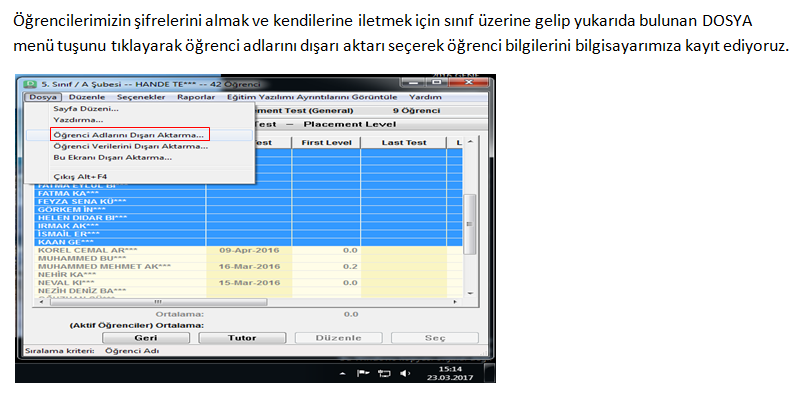 Öğrencilerimizin şifrelerini almak ve kendilerine iletmek için sınıf üzerine gelip yukarıda bulunan DOSYA
menü tuşunu tıklayarak öğrenci adlarını dışarı aktarı seçerek öğrenci bilgilerini bilgisayarımıza kayıt ediyoruz.
5. Sınıf / A Şubesi -- HANDE TE*** -- 42 Öğrenci
Dosya Düzenle Seçenekler Raporlar Eğitim Yazılımı Ayrıntılarını Görüntüle Yardım
Sayfa Düzeni...
ment Test (General) 9 Öğrenci
Yazdırma...
Test — Placement Level
Öğrenci Adlarını Dışarı Aktarma...
Öğrenci Verilerini Dışarı Aktarma...
est First Level Last Test L
Bu Ekranı Dışarı Aktarma...
Çıkış Alt+F4
FATMA EYLÜL Bİ***
FATMA KA***
FEYZA SENA KÜ***
GÖRKEM İN***
HELEN DIDAR BI***
IRMAK AK***
İSMAİL ER***
KAAN GE***
KOREL CEMAL AR*** 09-Apr-2016 0.0
MUHAMMED BU***
MUHAMMED MEHMET AK*** 16-Mar-2016 0.2
NEHİR KA***
NEVAL KI*** 15-Mar-2016 0.0
NEZİH DENİZ BA***
Ortalama: 0.0
(Aktif Öğrenciler) Ortalama:
Geri Tutor Düzenle Seç
Sıralama kriteri: Öğrenci Adı
15:14
23.03.2017